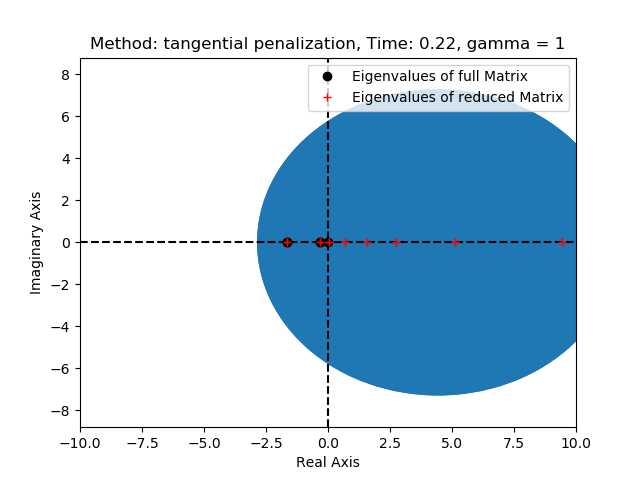 Method: tangential penalization, Time: 0.22, gamma = 1
Eigenvalues of full Matrix
Eigenvalues of reduced Matrix
8
6
4
2
0
−2
−4
−6
−8
Imaginary Axis
−10.0 −7.5 −5.0 −2.5 0.0 2.5 5.0 7.5 10.0
Real Axis